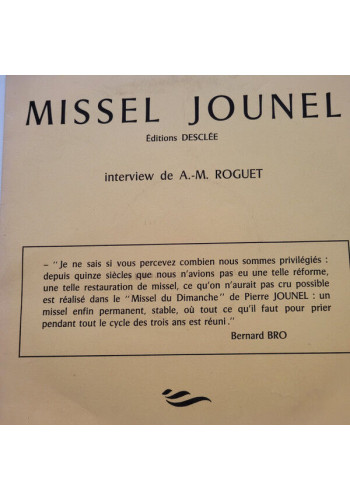 MISSEL JOUNEL
Éditions DESCLÉE
interview de A.-M. ROGUET
— "Je ne sais si vous percevez combien nous sommes privilégiés :
depuis quinze siècles que nous n'avions pas eu une telle réforme,
une telle restauration de missel, ce qu'on n'aurait pas cru possible
est réalisé dans le "Missel du Dimanche" de Pierre JOUNEL : un
missel enfin permanent, stable, où tout ce qu'il faut pour prier
pendant tout le cycle des trois ans est réuni."
Bernard BRO